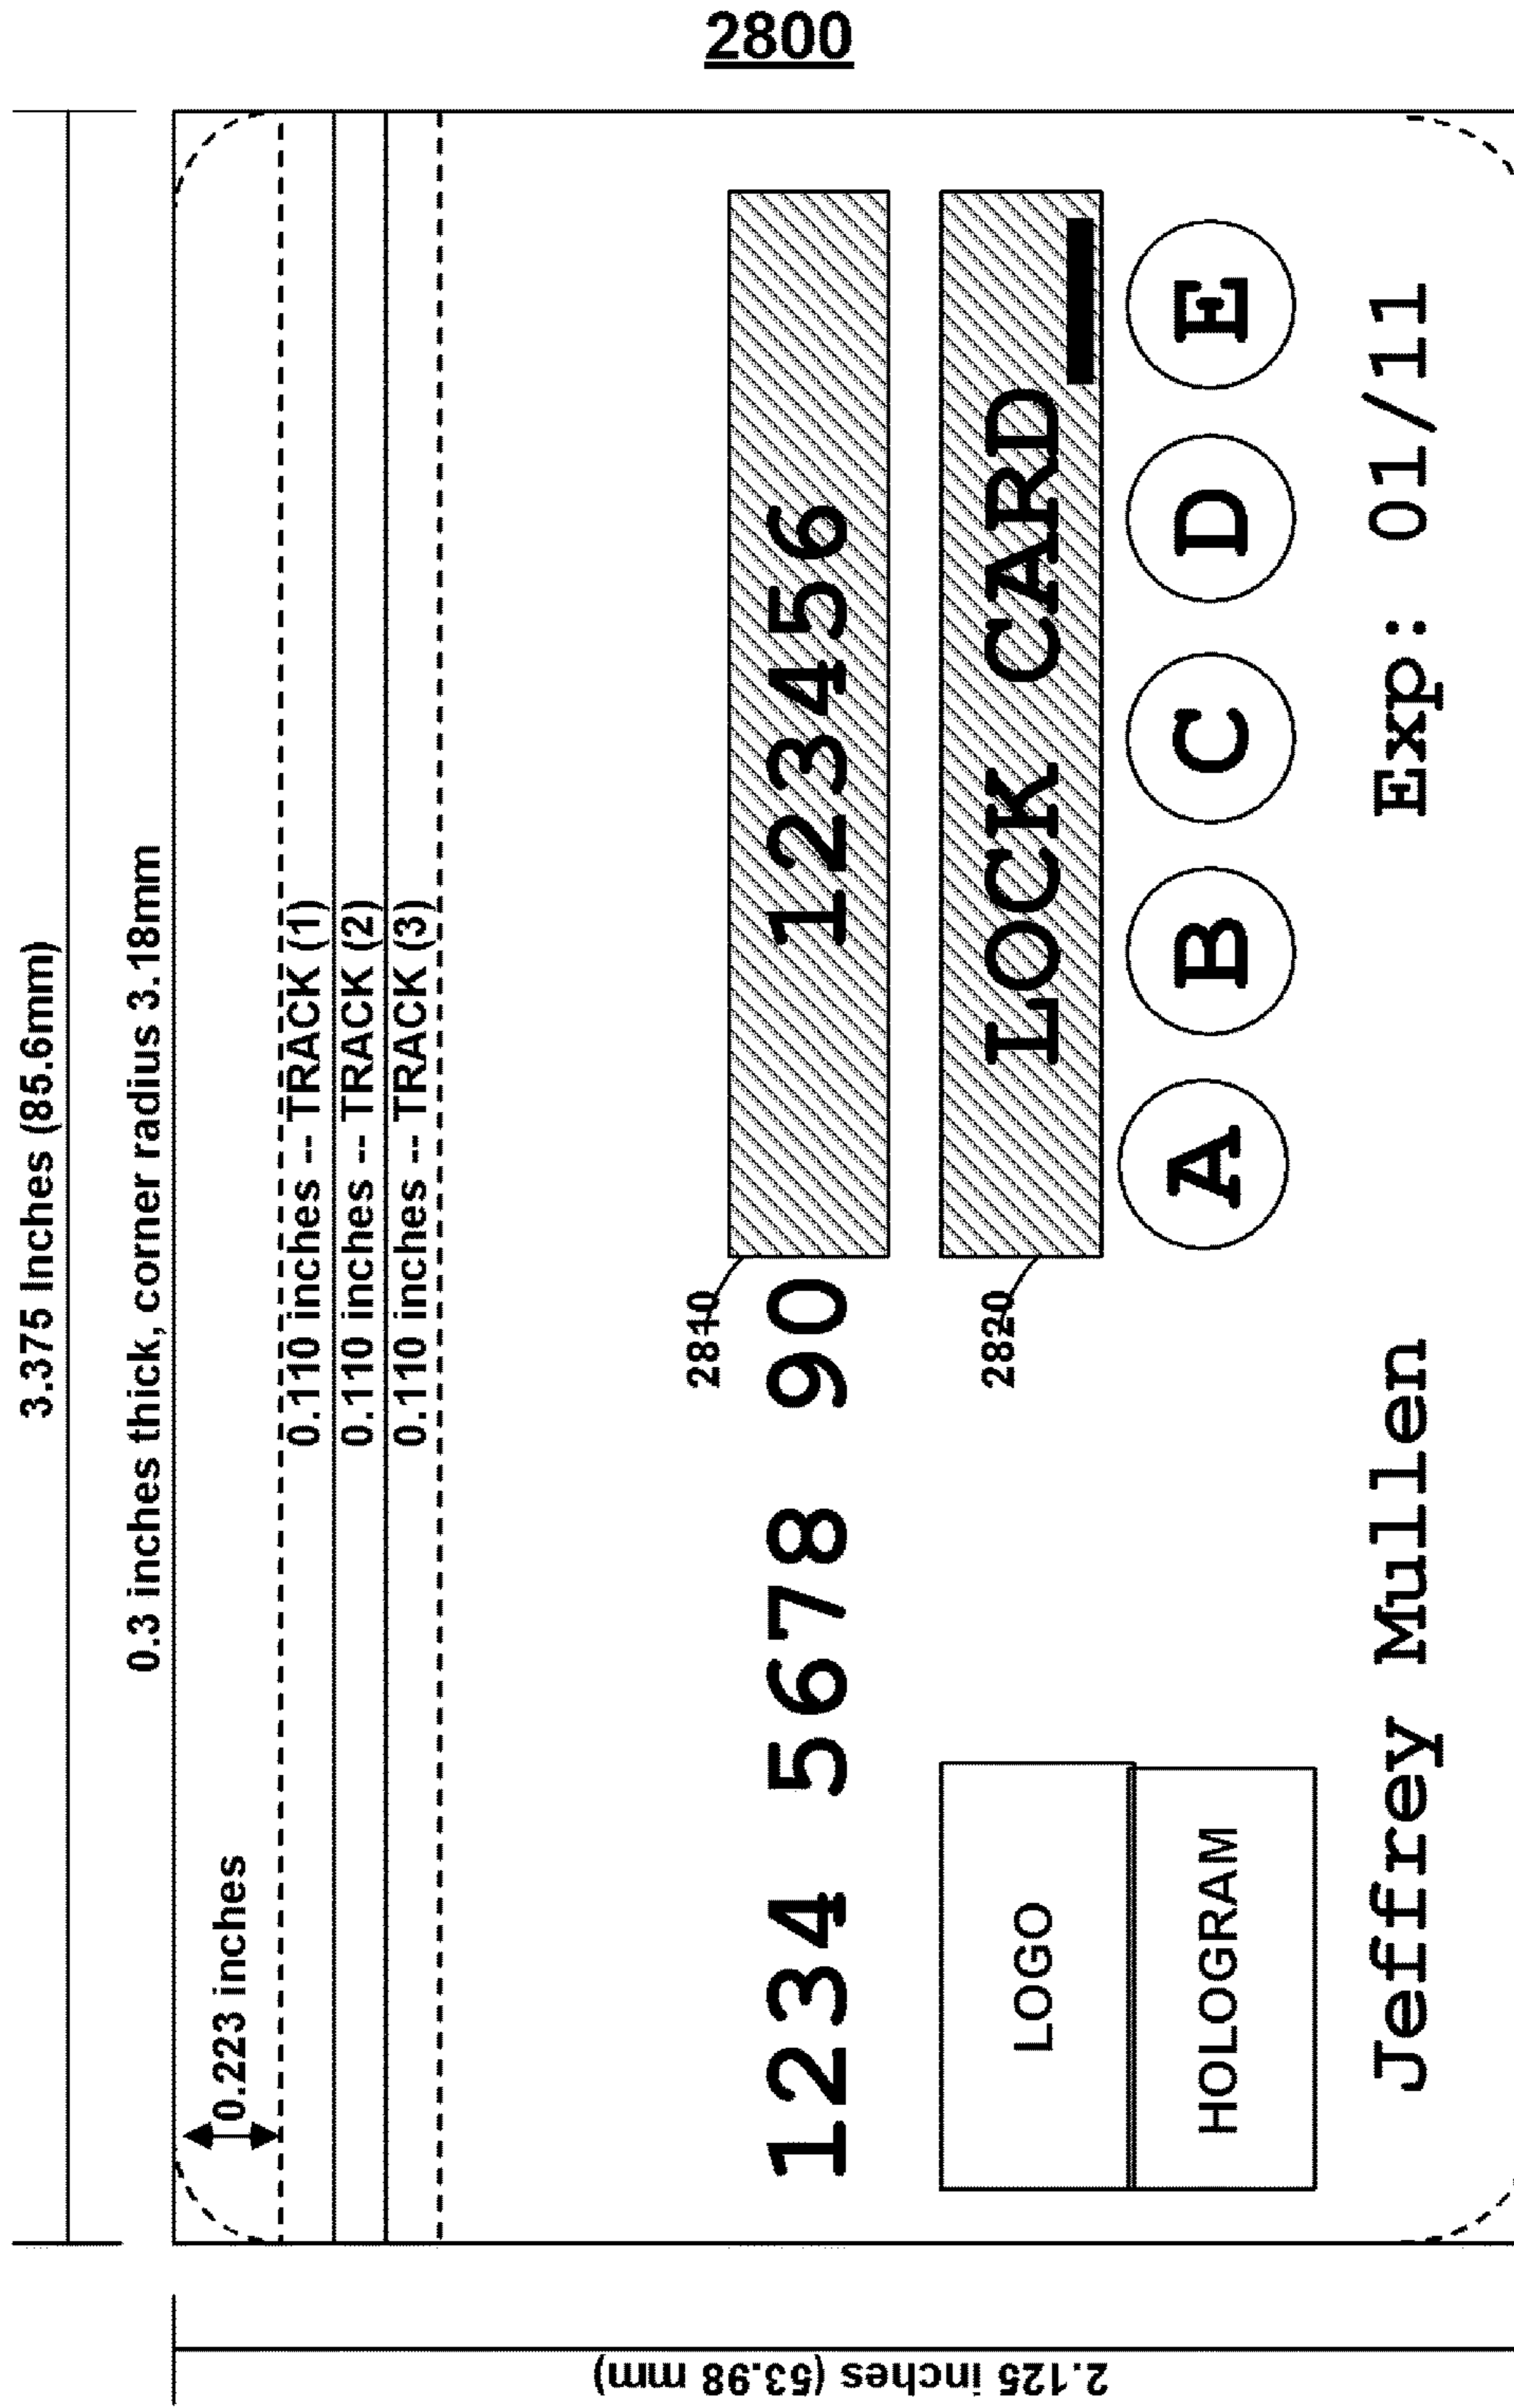 2800
3.375 Inches (85.6mm)
0.3 inches thick, corner radius 3.18mm
0.223 inches
0.110 inches -- TRACK (1)
0.110 inches -- TRACK (2)
0.110 inches -- TRACK (3)
2810
1234 5678 90 123456
2820
LOGO
LOCK CARD
HOLOGRAM
A B C D E
Jeffrey Mullen Exp: 01/11
2.125 inches (53.98 mm)